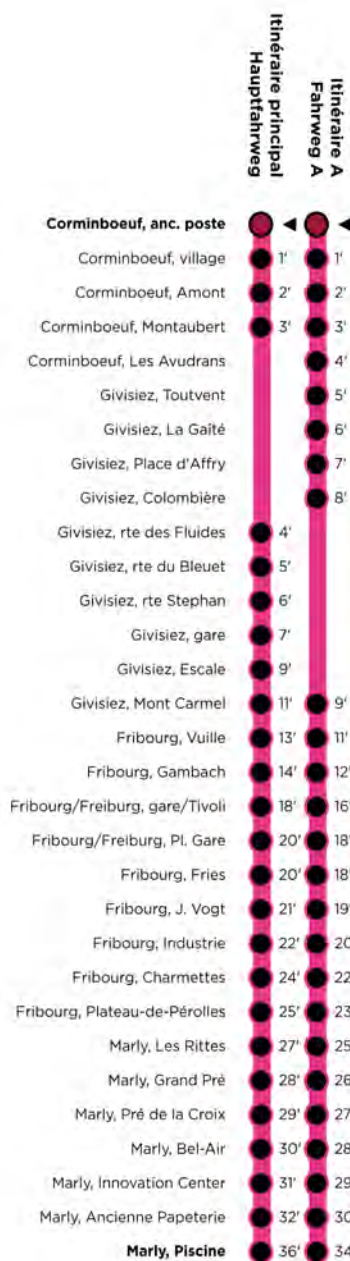 Itinéraire principal
Hauptfahrweg
Itinéraire A
Fahrweg A
Corminboeuf, anc. poste
Corminboeuf, village 1' 1'
Corminboeuf, Amont 2' 2'
Corminboeuf, Montaubert 3' 3'
Corminboeuf, Les Avudrans 4'
Givisiez, Toutvent 5'
Givisiez, La Gaîté 6'
Givisiez, Place d'Affry 7'
Givisiez, Colombière 8'
Givisiez, rte des Fluides 4'
Givisiez, rte du Bleuet 5'
Givisiez, rte Stephan 6'
Givisiez, gare 7'
Givisiez, Escale 9'
Givisiez, Mont Carmel 11' 9'
Fribourg, Vuille 13' 11'
Fribourg, Gambach 14' 12'
Fribourg/Freiburg, gare/Tivoli 18' 16'
Fribourg/Freiburg, Pl. Gare 20' 18'
Fribourg, Fries 20' 18'
Fribourg, J. Vogt 21' 19'
Fribourg, Industrie 22' 20
Fribourg, Charmettes 24' 22
Fribourg, Plateau-de-Pérolles 25' 23
Marly, Les Rittes 27' 25
Marly, Grand Pré 28' 26
Marly, Pré de la Croix 29' 27
Marly, Bel-Air 30' 28
Marly, Innovation Center 31' 29
Marly, Ancienne Papeterie 32' 30
Marly, Piscine 36' 34